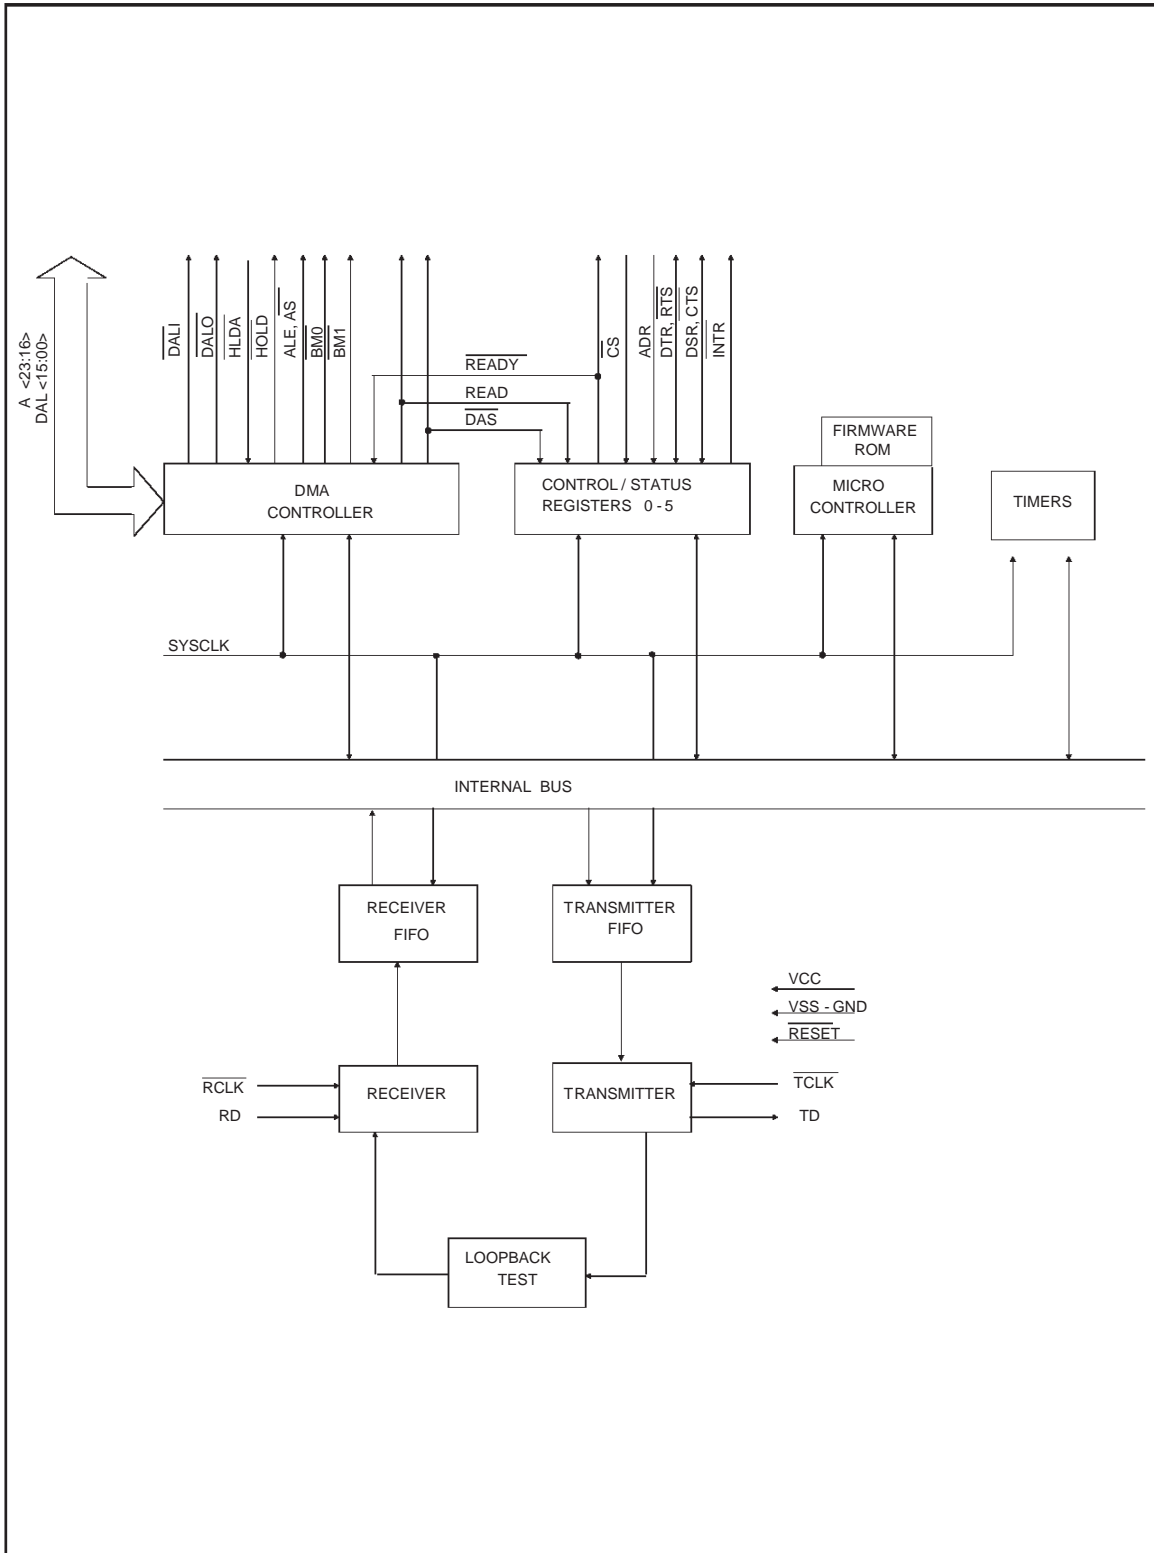 A <23:16>
DAL <15:00>
DALI
DALO
HLDA
HOLD
ALE, AS
BM0
BM1
READY
READ
DAS
CS
ADR
DTR, RTS
DSR, CTS
INTR
DMA
CONTROLLER
CONTROL / STATUS
REGISTERS 0 - 5
FIRMWARE
ROM
MICRO
CONTROLLER
TIMERS
SYSCLK
INTERNAL BUS
RECEIVER
FIFO
TRANSMITTER
FIFO
VCC
VSS - GND
RESET
RCLK
RD
RECEIVER
TRANSMITTER
TCLK
TD
LOOPBACK
TEST